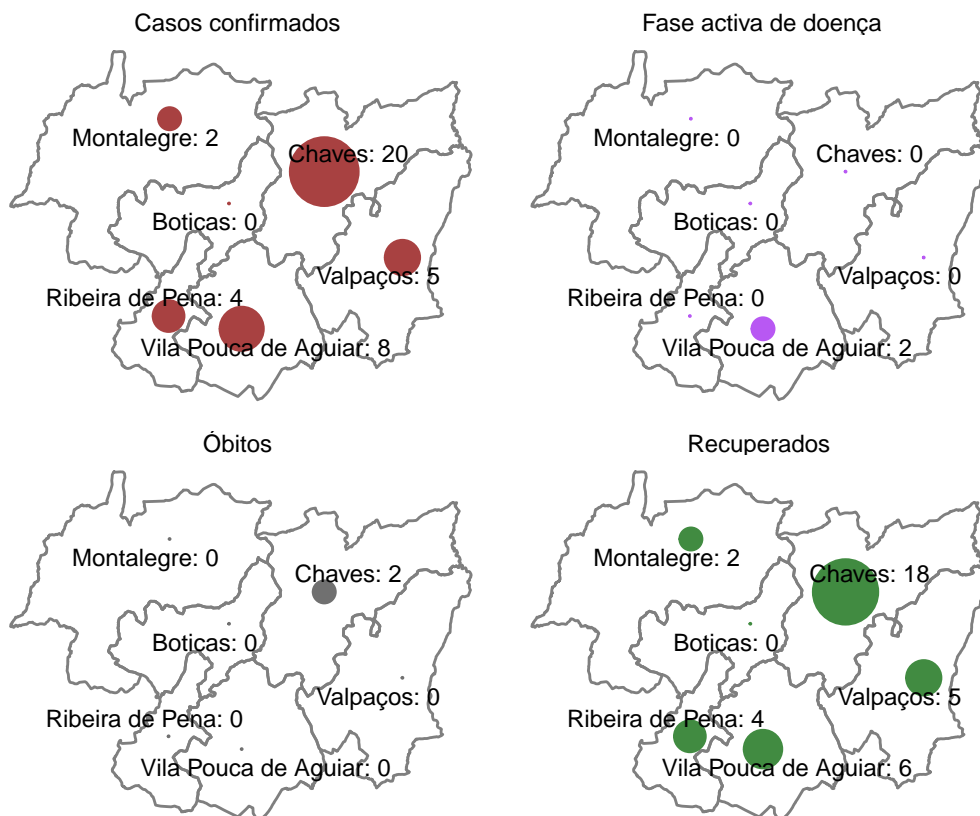 Casos confirmados
Montalegre: 2
Chaves: 20
Boticas: 0
Valpaços: 5
Ribeira de Pena: 4
Vila Pouca de Aguiar: 8
Fase activa de doença
Montalegre: 0
Chaves: 0
Boticas: 0
Valpaços: 0
Ribeira de Pena: 0
Vila Pouca de Aguiar: 2
Óbitos
Montalegre: 0
Chaves: 2
Boticas: 0
Valpaços: 0
Ribeira de Pena: 0
Vila Pouca de Aguiar: 0
Recuperados
Montalegre: 2
Chaves: 18
Boticas: 0
Valpaços: 5
Ribeira de Pena: 4
Vila Pouca de Aguiar: 6